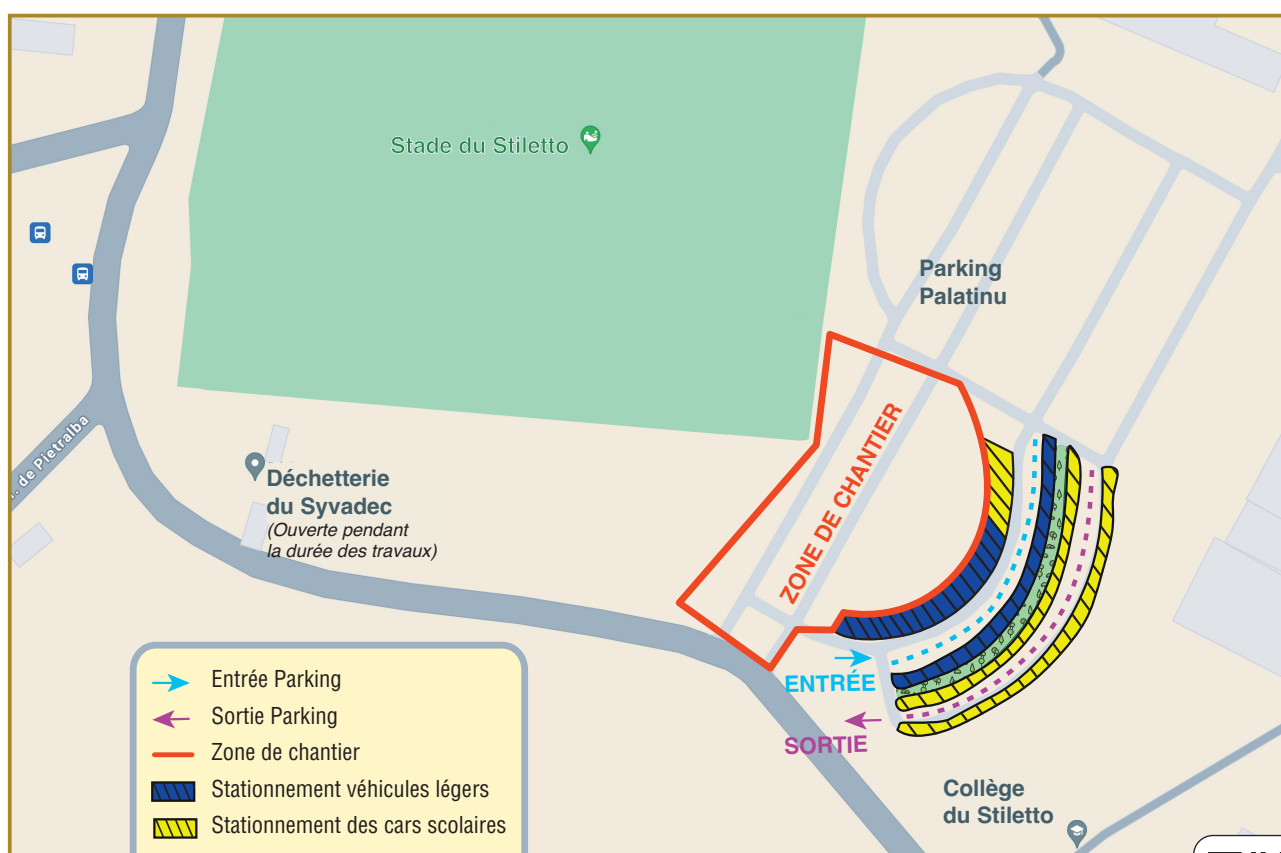 Stade du Stiletto
Parking
Palatinu
de Pietralba
Déchetterie
du Syvadec
(Ouverte pendant
la durée des travaux)
ZONE DE CHANTIER
ENTRÉE
SORTIE
Collège
du Stiletto
Entrée Parking
Sortie Parking
Zone de chantier
Stationnement véhicules légers
Stationnement des cars scolaires